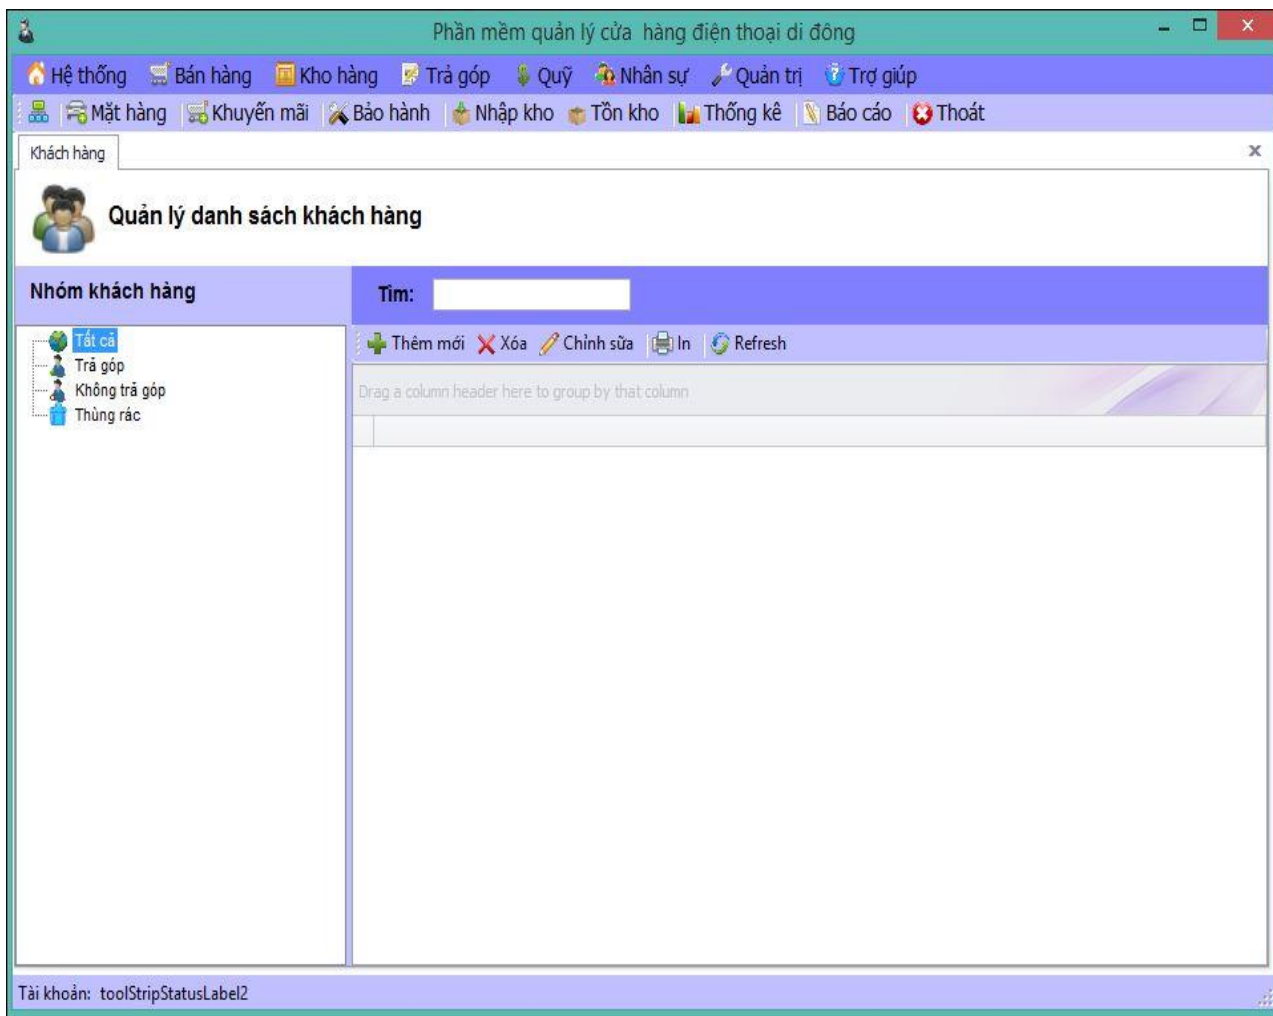 Phần mềm quản lý cửa hàng điện thoại di đông
Hệ thống Bán hàng Kho hàng Trả góp Quỹ Nhân sự Quản trị Trợ giúp
Mặt hàng Khuyến mãi Bảo hành Nhập kho Tồn kho Thống kê Báo cáo Thoát
Khách hàng
Quản lý danh sách khách hàng
Nhóm khách hàng
Tìm:
Tất cả
Trả góp
Không trả góp
Thùng rác
Thêm mới Xóa Chỉnh sữa In Refresh
Drag a column header here to group by that column
Tài khoản: toolStripStatusLabel2